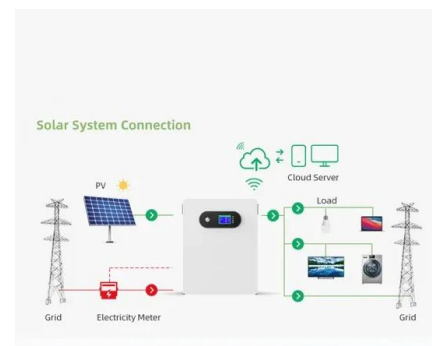 Solar System Connection
Cloud Server
PV
Load
Grid
Electricity Meter
Grid